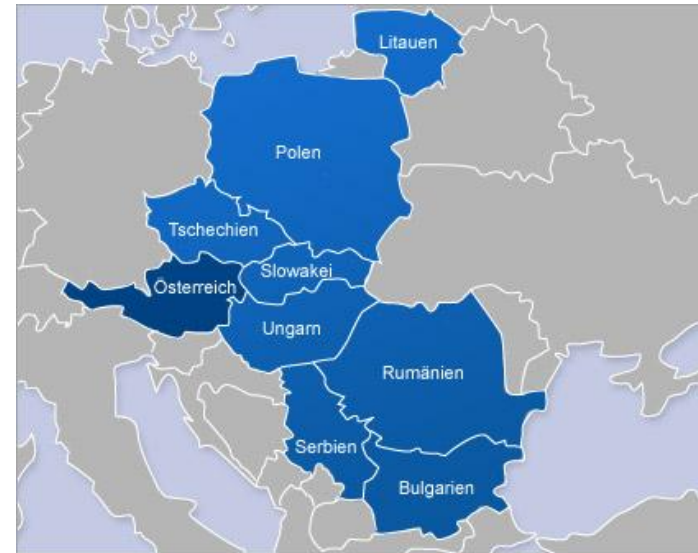 Litauen
Polen
Tschechien
Slowakei
Österreich
Ungarn
Rumänien
Serbien
Bulgarien